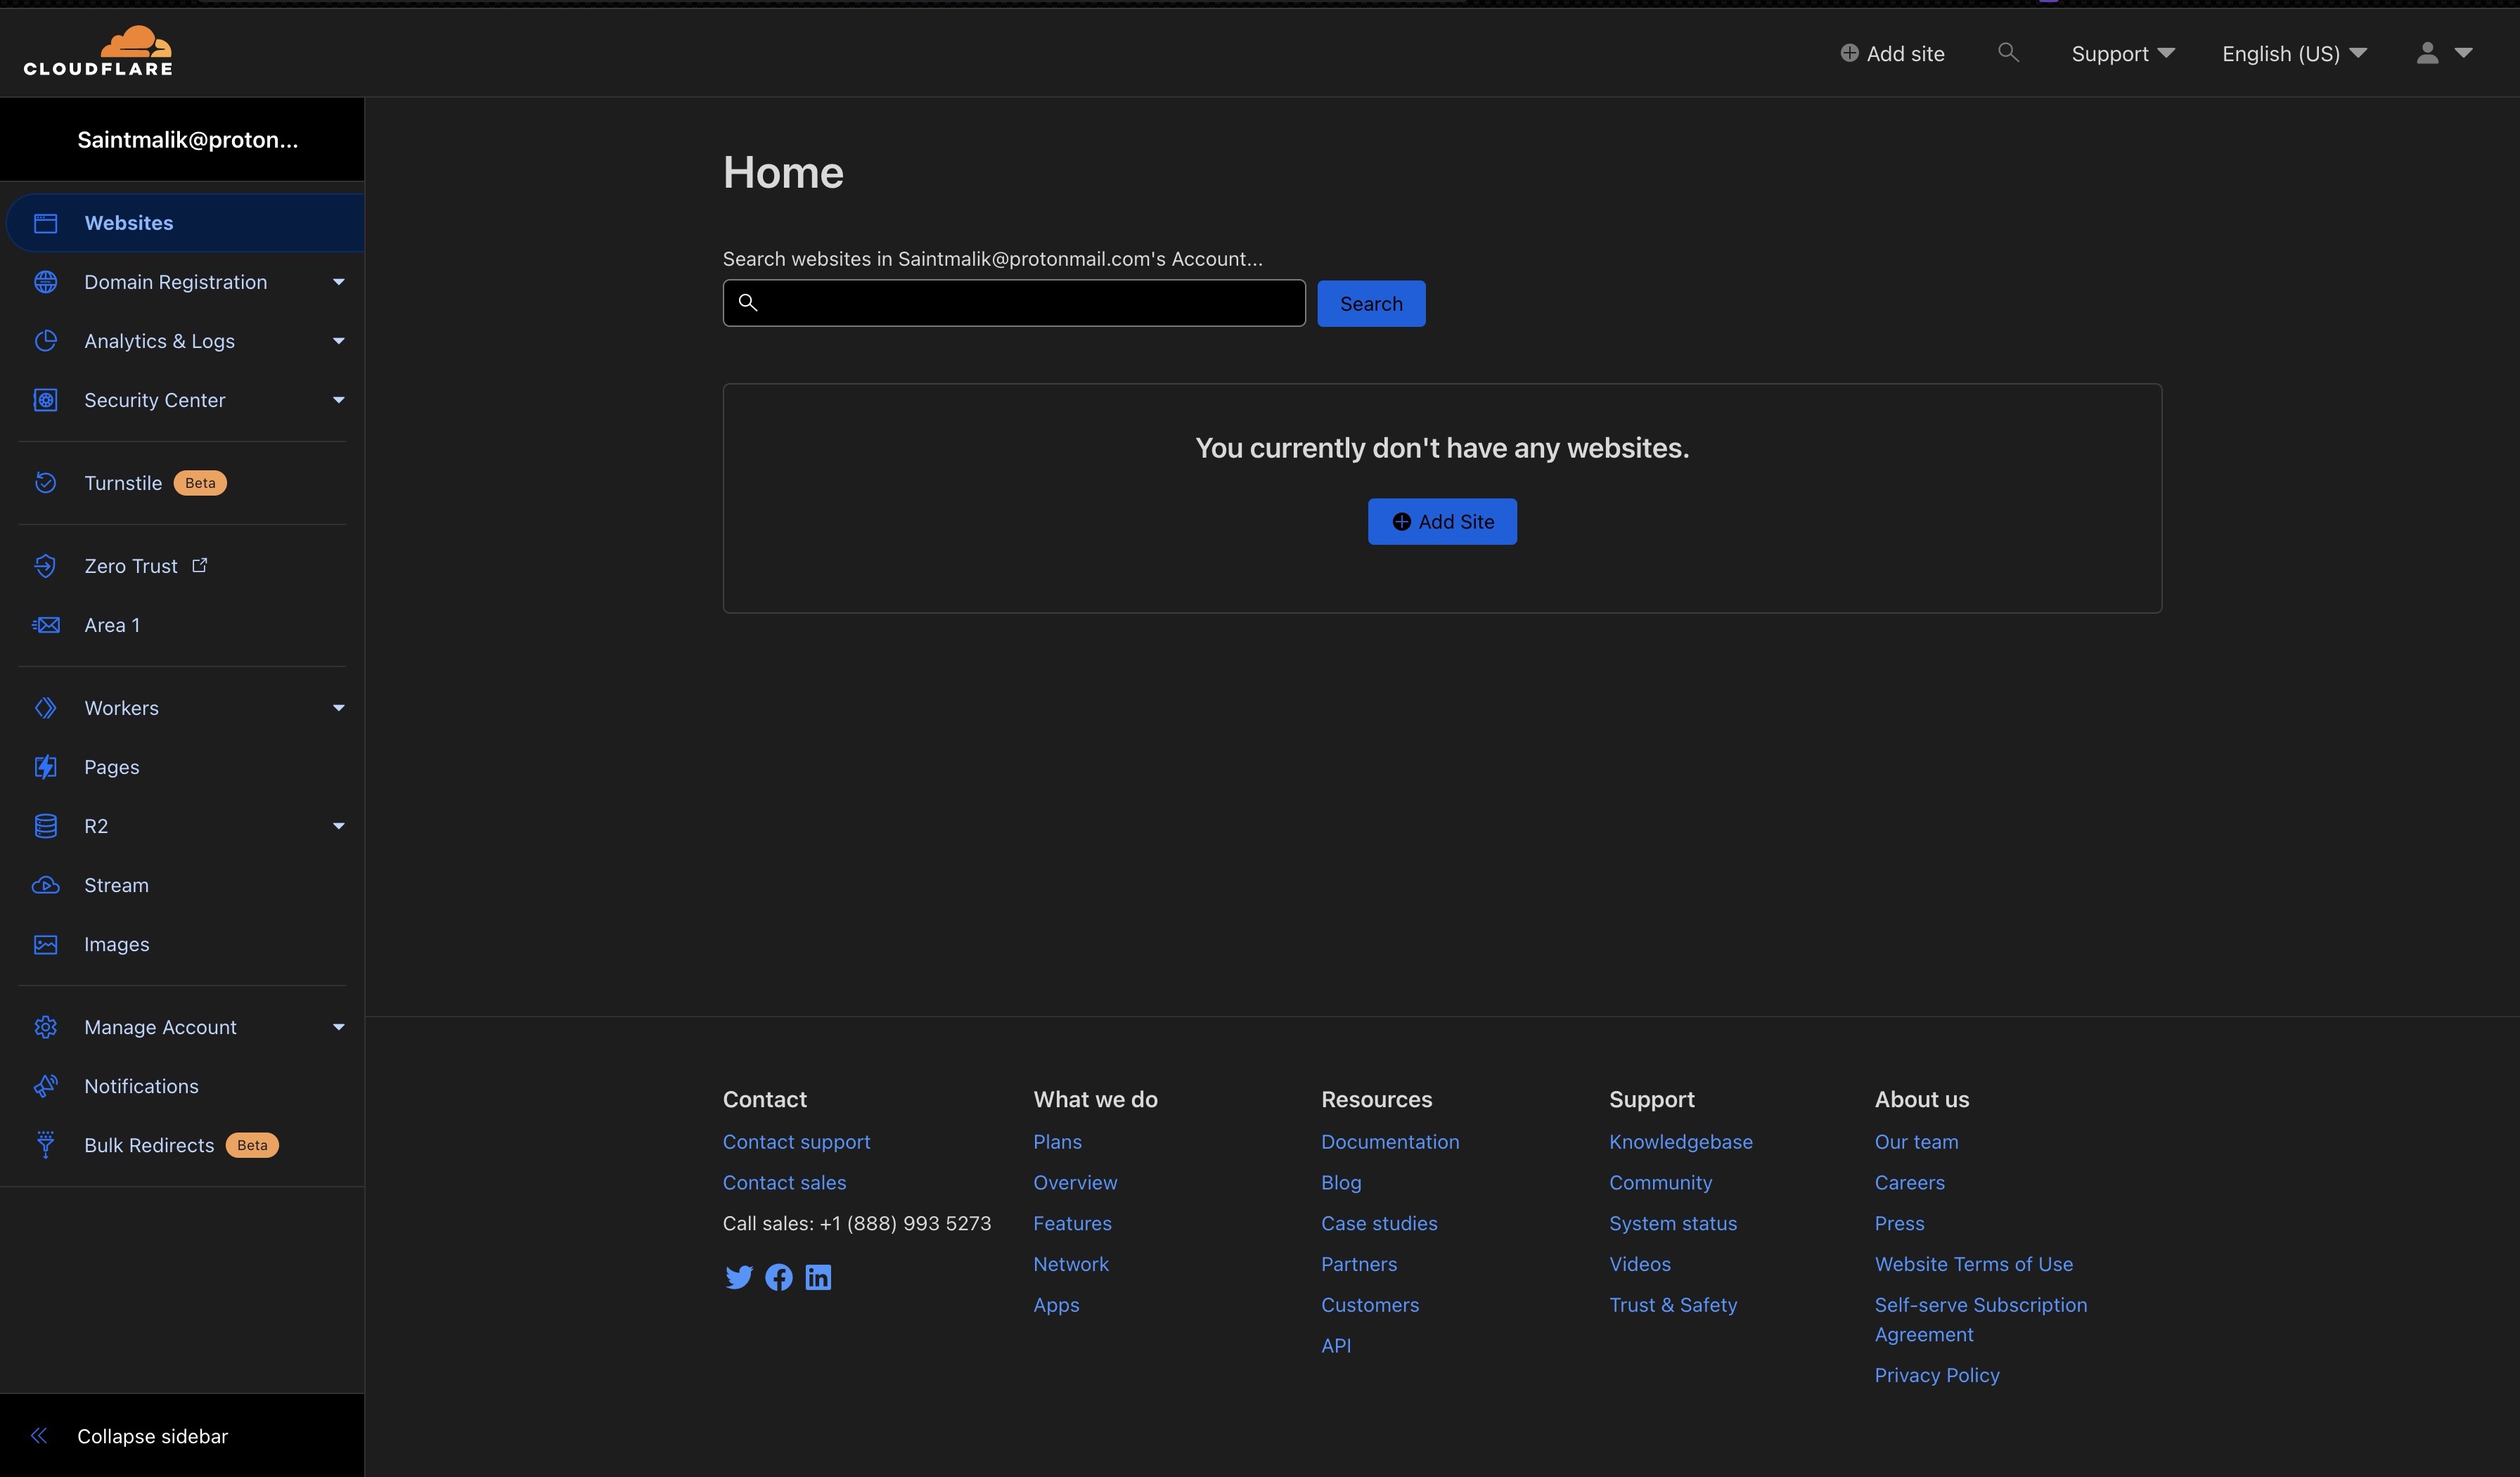 CLOUDFLARE
Add site
Support
English (US)
Saintmalik@proton...
Websites
Domain Registration
Analytics & Logs
Security Center
Turnstile Beta
Zero Trust
Area 1
Workers
Pages
R2
Stream
Images
Manage Account
Notifications
Bulk Redirects Beta
Collapse sidebar
Home
Search websites in Saintmalik@protonmail.com's Account...
Search
You currently don't have any websites.
Add Site
Contact
Contact support
Contact sales
Call sales: +1 (888) 993 5273
What we do
Plans
Overview
Features
Network
Apps
Resources
Documentation
Blog
Case studies
Partners
Customers
API
Support
Knowledgebase
Community
System status
Videos
Trust & Safety
About us
Our team
Careers
Press
Website Terms of Use
Self-serve Subscription
Agreement
Privacy Policy